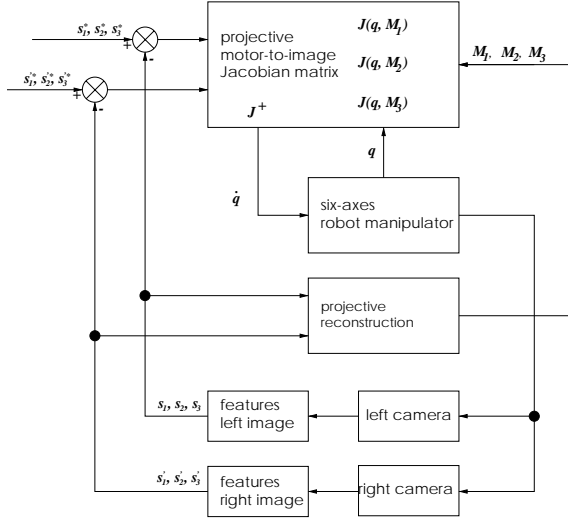 s₁*, s₂*, s₃*
+
-
s₁'*, s₂'*, s₃'*
+
-
projective
motor-to-image
Jacobian matrix
J(q, M₁)
J(q, M₂)
J(q, M₃)
J⁺
M₁, M₂, M₃
q̇
q
six-axes
robot manipulator
projective
reconstruction
s₁, s₂, s₃
features
left image
left camera
s₁', s₂', s₃'
features
right image
right camera